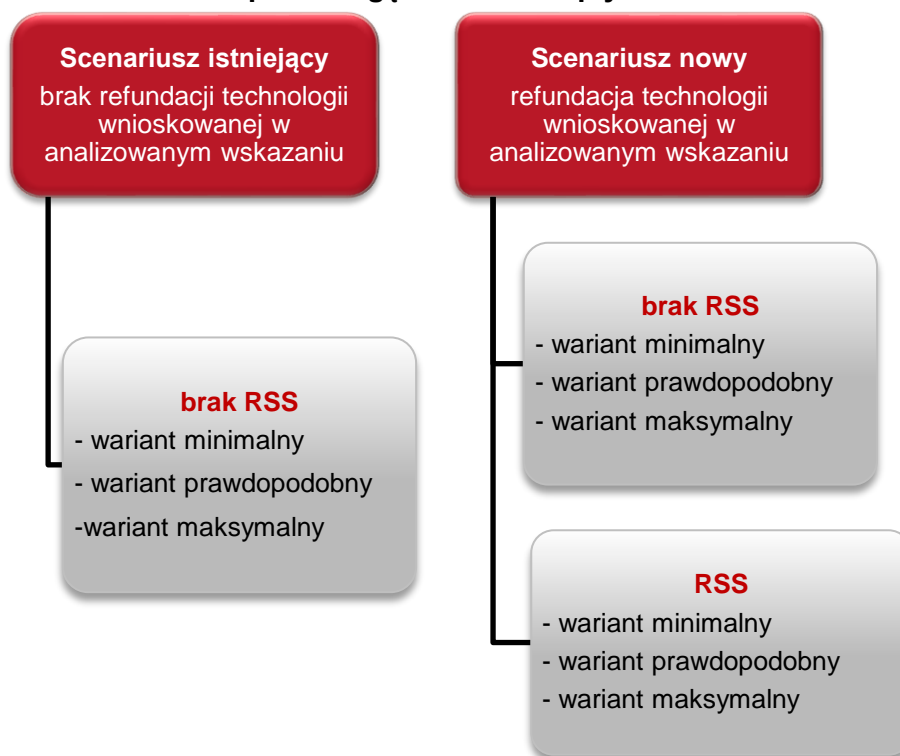 Scenariusz istniejący
brak refundacji technologii
wnioskowanej w
analizowanym wskazaniu
brak RSS
- wariant minimalny
- wariant prawdopodobny
-wariant maksymalny
Scenariusz nowy
refundacja technologii
wnioskowanej w
analizowanym wskazaniu
brak RSS
- wariant minimalny
- wariant prawdopodobny
- wariant maksymalny
RSS
- wariant minimalny
- wariant prawdopodobny
- wariant maksymalny